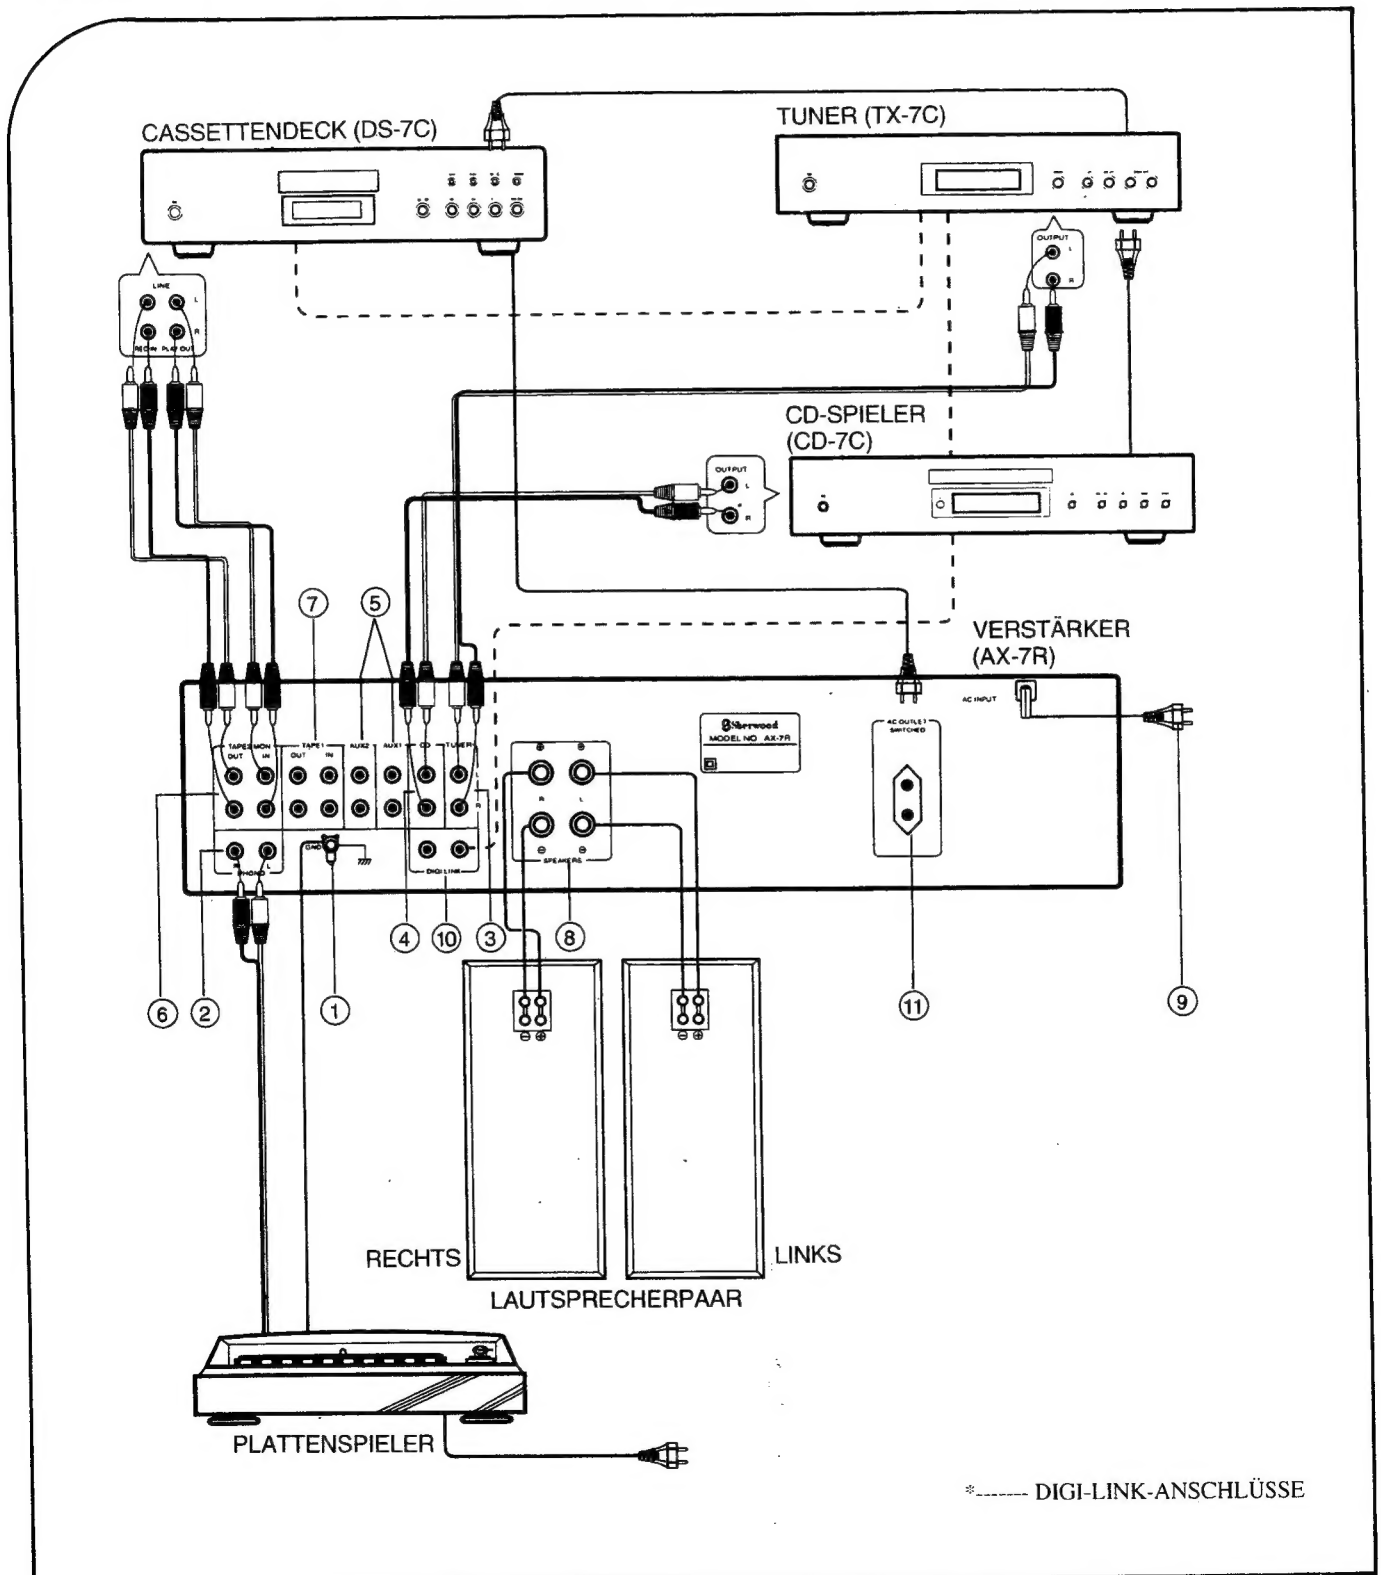 CASSETTENDECK (DS-7C)
TUNER (TX-7C)
LINE
L
R
REC IN PLAY OUT
OUTPUT
L
R
CD-SPIELER
(CD-7C)
OUTPUT
L
R
7
5
VERSTÄRKER
(AX-7R)
AC INPUT
Sherwood
MODEL NO AX-7R
AC OUTLET
SWITCHED
TAPE2 MON
OUT IN
TAPE1
OUT IN
AUX2
AUX1
CD
TUNER
R
R L
SPEAKERS
GND
R L
PHONO
DIGI LINK
6
2
1
4
10
3
8
11
9
RECHTS
LINKS
LAUTSPRECHERPAAR
PLATTENSPIELER
*------- DIGI-LINK-ANSCHLÜSSE